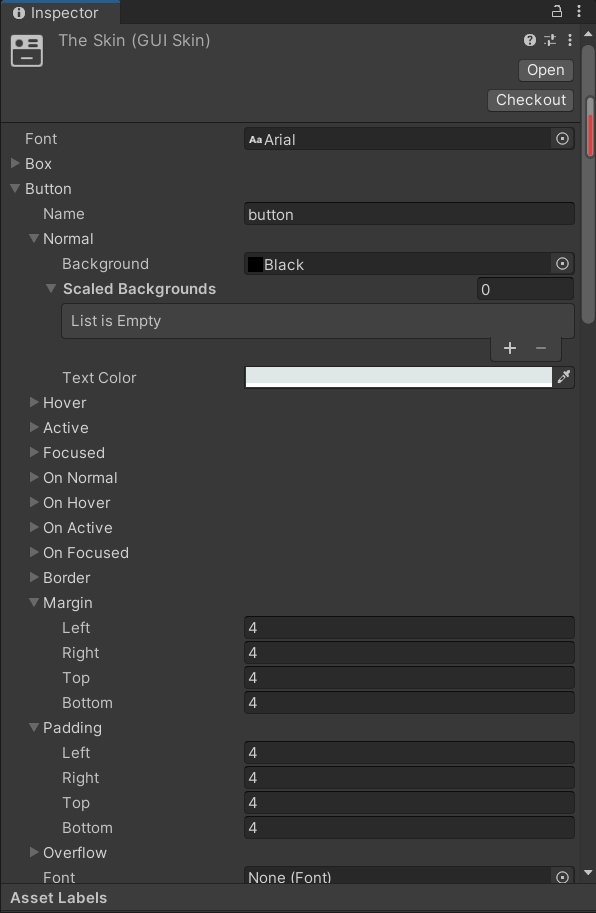 Inspector
The Skin (GUI Skin)
Open
Checkout
Font Aa Arial
Box
Button
Name button
Normal
Background Black
Scaled Backgrounds 0
List is Empty
+ −
Text Color
Hover
Active
Focused
On Normal
On Hover
On Active
On Focused
Border
Margin
Left 4
Right 4
Top 4
Bottom 4
Padding
Left 4
Right 4
Top 4
Bottom 4
Overflow
Font None (Font)
Asset Labels